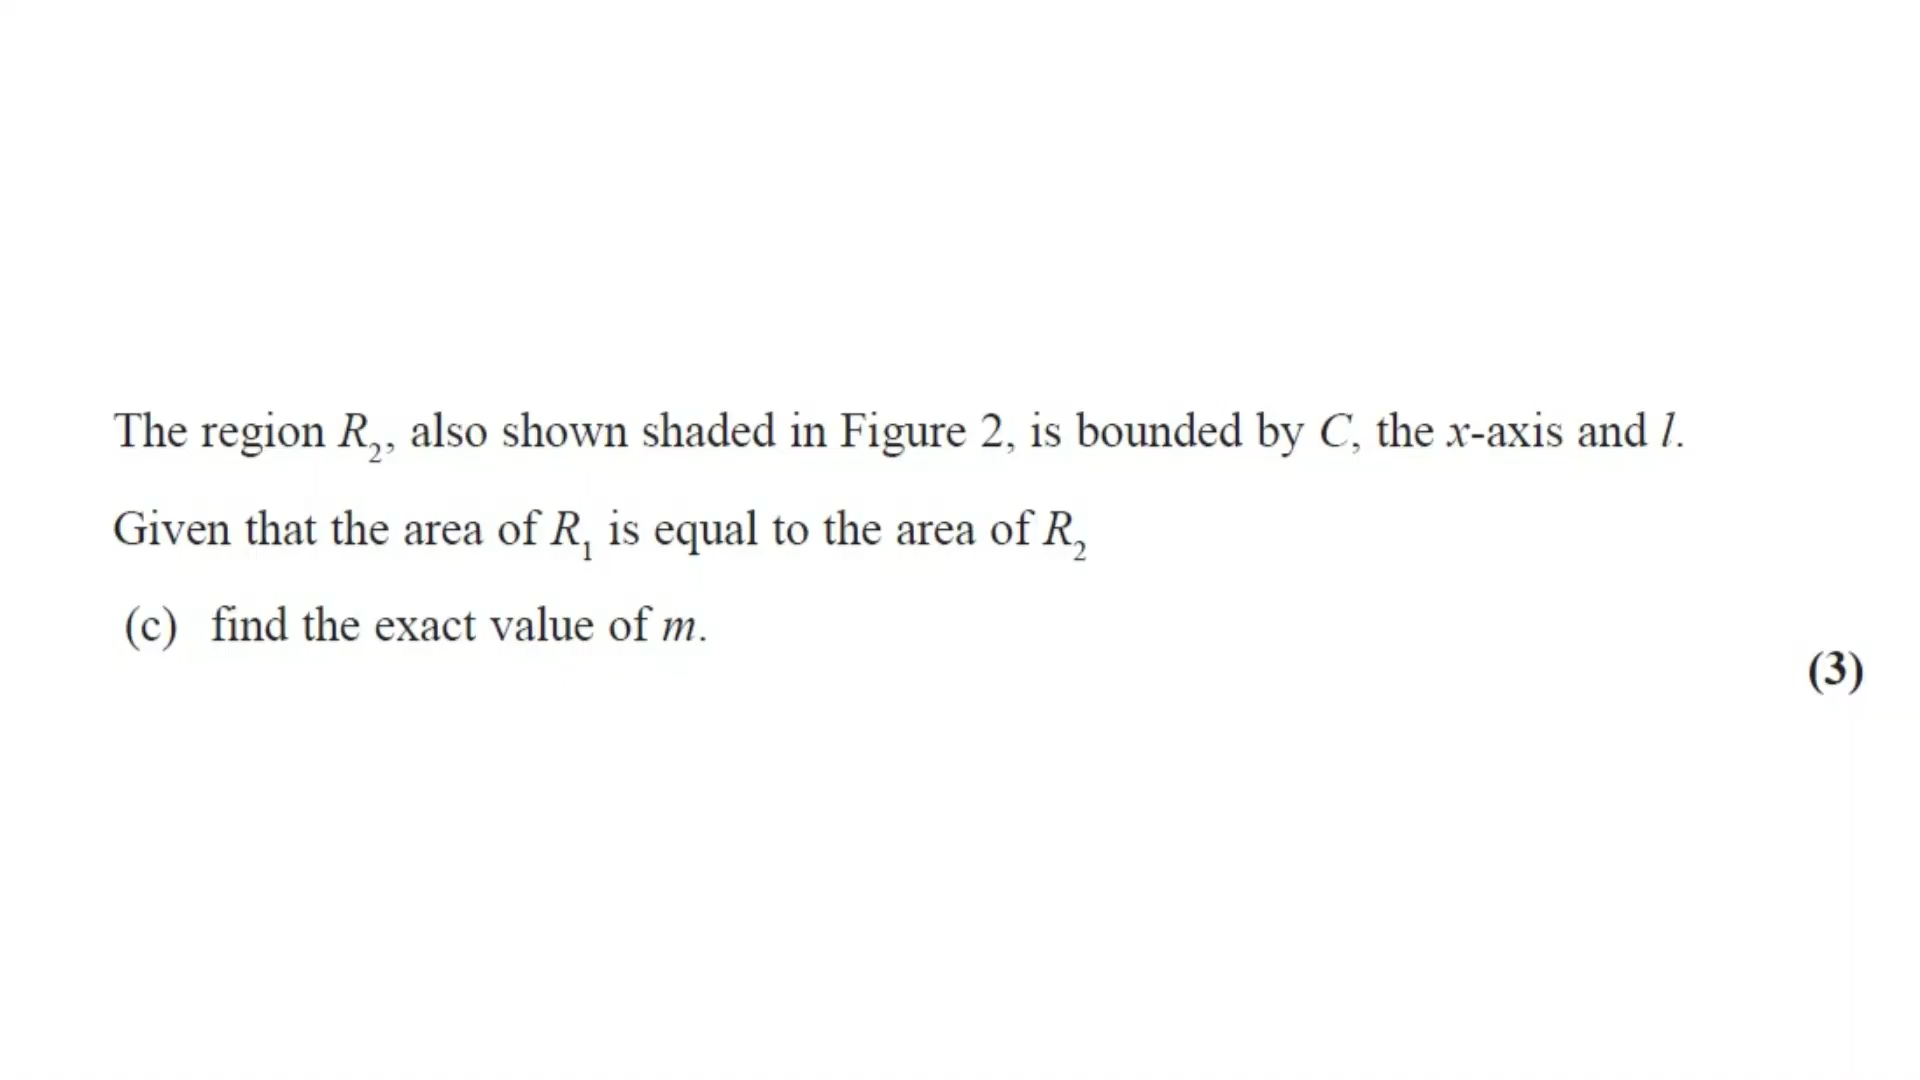 The region R₂, also shown shaded in Figure 2, is bounded by C, the x-axis and l.
Given that the area of R₁ is equal to the area of R₂
(c) find the exact value of m.
(3)